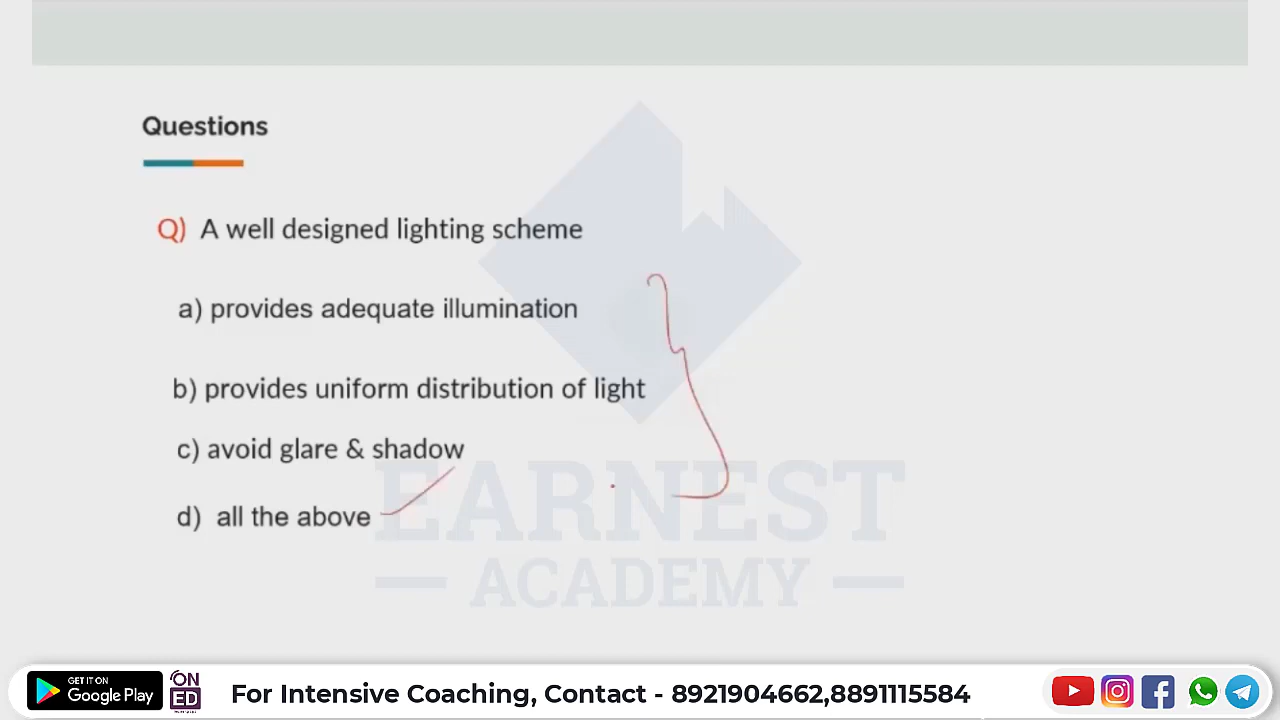 Questions
Q) A well designed lighting scheme
a) provides adequate illumination
b) provides uniform distribution of light
c) avoid glare & shadow
d) all the above
EARNEST
ACADEMY
GET IT ON
Google Play
ON
ED
For Intensive Coaching, Contact - 8921904662,8891115584